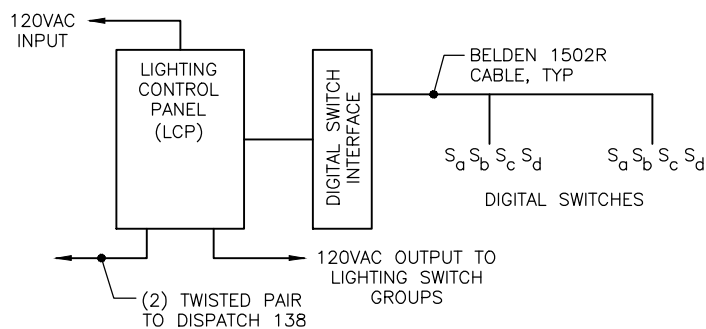 120VAC
INPUT
LIGHTING
CONTROL
PANEL
(LCP)
DIGITAL SWITCH
INTERFACE
BELDEN 1502R
CABLE, TYP
Sa Sb Sc Sd
Sa Sb Sc Sd
DIGITAL SWITCHES
120VAC OUTPUT TO
LIGHTING SWITCH
GROUPS
(2) TWISTED PAIR
TO DISPATCH 138